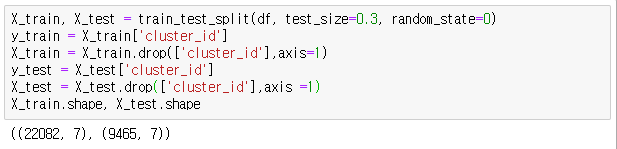 X_train, X_test = train_test_split(df, test_size=0.3, random_state=0)
y_train = X_train['cluster_id']
X_train = X_train.drop(['cluster_id'],axis=1)
y_test = X_test['cluster_id']
X_test = X_test.drop(['cluster_id'],axis =1)
X_train.shape, X_test.shape
((22082, 7), (9465, 7))